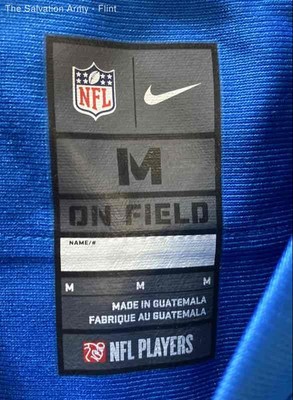 The Salvation Army - Flint
NFL
M
ON FIELD
NAME/#
M M M
MADE IN GUATEMALA
FABRIQUE AU GUATEMALA
NFL PLAYERS